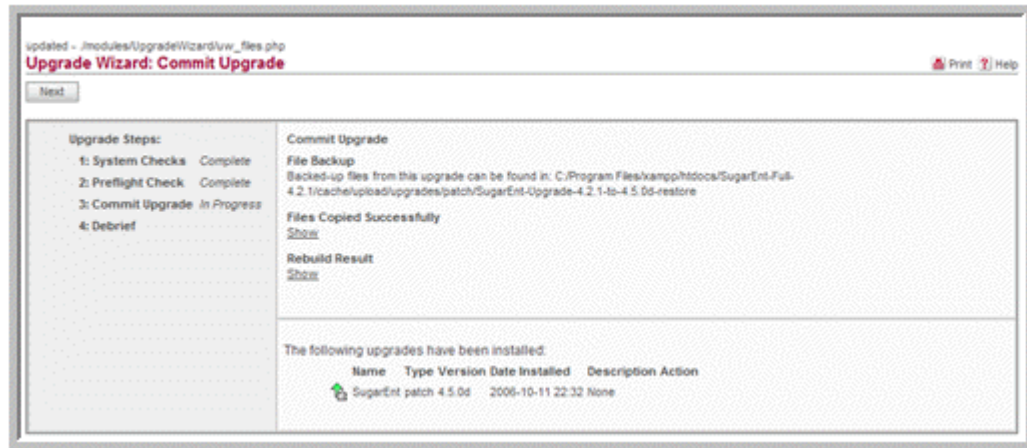 updated - ./modules/UpgradeWizard/uw_files.php
Upgrade Wizard: Commit Upgrade
Print ? Help
Next
Upgrade Steps:
1: System Checks Complete
2: Preflight Check Complete
3: Commit Upgrade In Progress
4: Debrief
Commit Upgrade
File Backup
Backed-up files from this upgrade can be found in: C:/Program Files/xampp/htdocs/SugarEnt-Full-
4.2.1/cache/upload/upgrades/patch/SugarEnt-Upgrade-4.2.1-to-4.5.0d-restore
Files Copied Successfully
Show
Rebuild Result
Show
The following upgrades have been installed:
Name Type Version Date Installed Description Action
SugarEnt patch 4.5.0d 2006-10-11 22:32 None